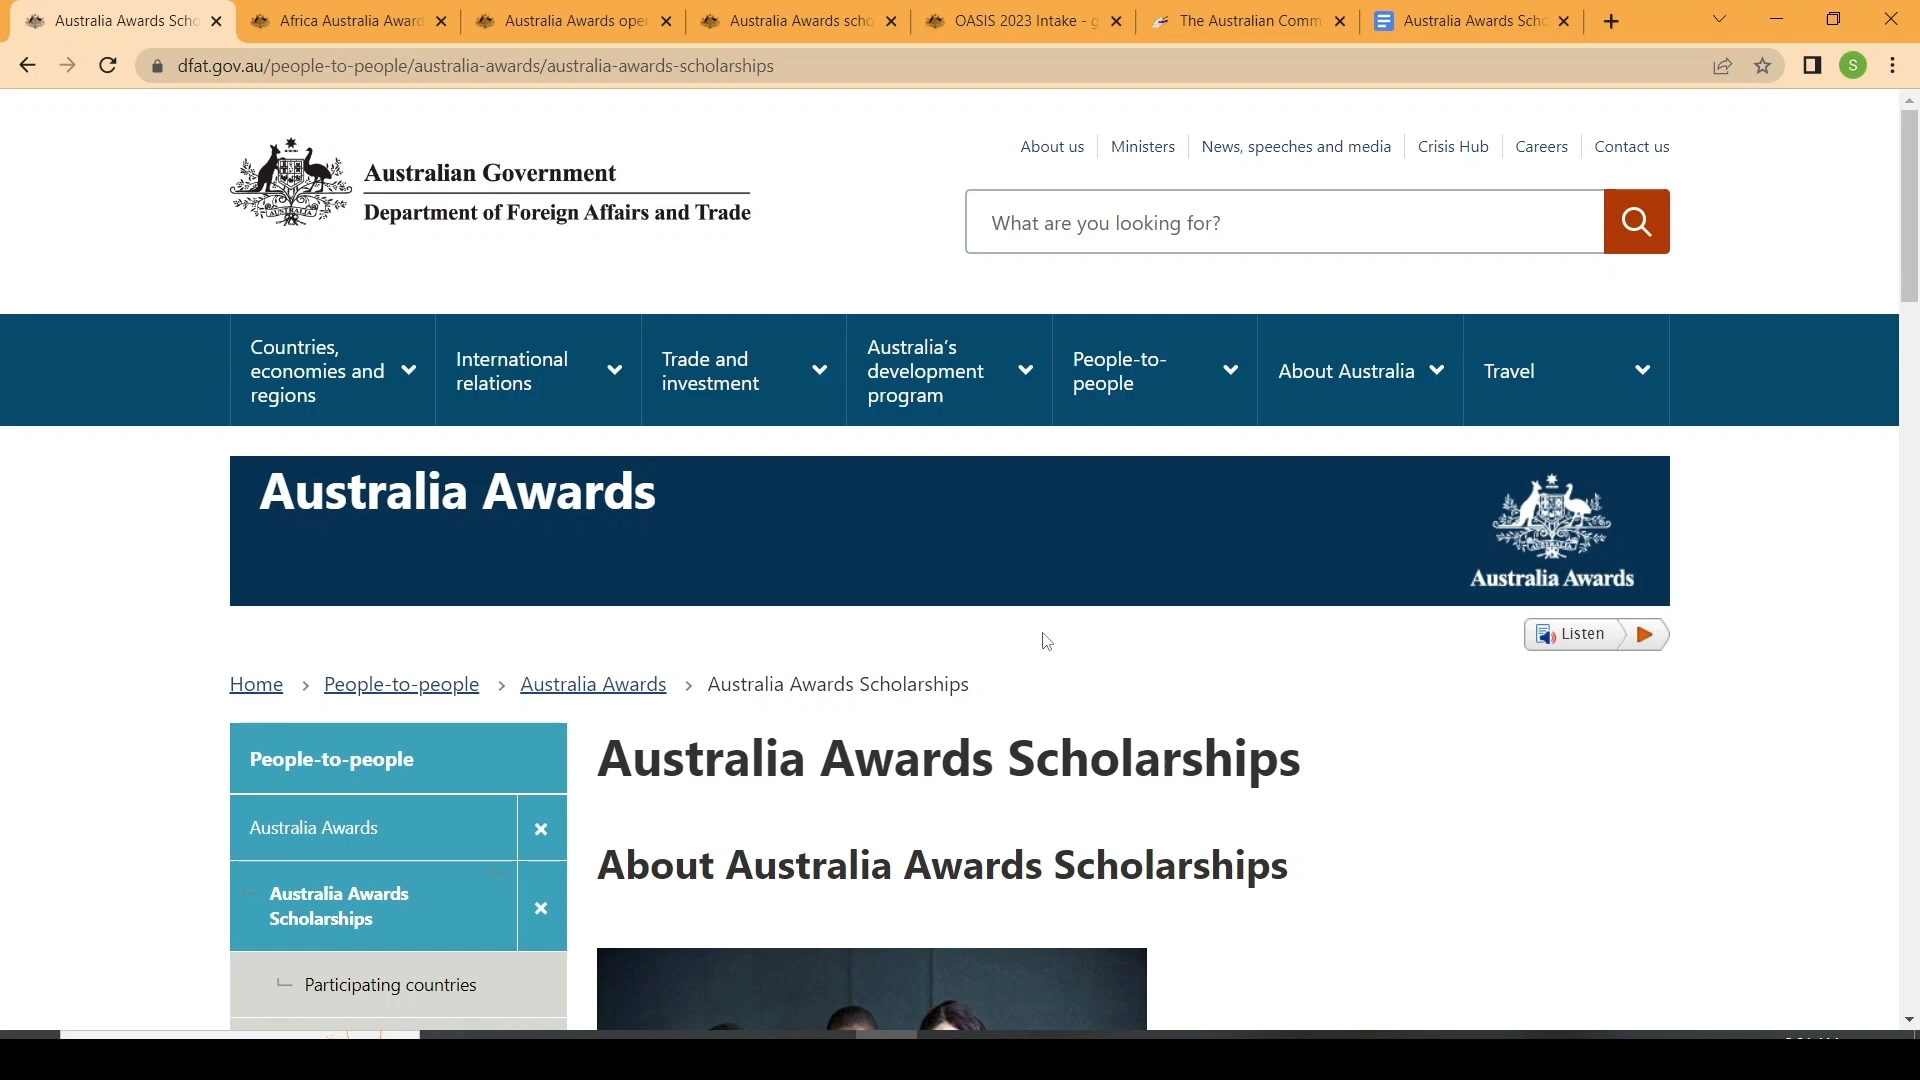 Australia Awards Scho
Africa Australia Award
Australia Awards oper
Australia Awards scho
OASIS 2023 Intake - g
The Australian Comm
Australia Awards Scho
dfat.gov.au/people-to-people/australia-awards/australia-awards-scholarships
S
Australian Government
Department of Foreign Affairs and Trade
About us
Ministers
News, speeches and media
Crisis Hub
Careers
Contact us
What are you looking for?
Countries,
economies and
regions
International
relations
Trade and
investment
Australia's
development
program
People-to-
people
About Australia
Travel
Australia Awards
Australia Awards
Listen
Home > People-to-people > Australia Awards > Australia Awards Scholarships
People-to-people
Australia Awards
Australia Awards
Scholarships
Participating countries
Australia Awards Scholarships
About Australia Awards Scholarships